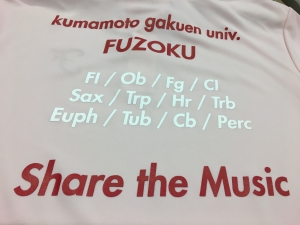 kumamoto gakuen univ.
FUZOKU
Fl / Ob / Fg / Cl
Sax / Trp / Hr / Trb
Euph / Tub / Cb / Perc
Share the Music